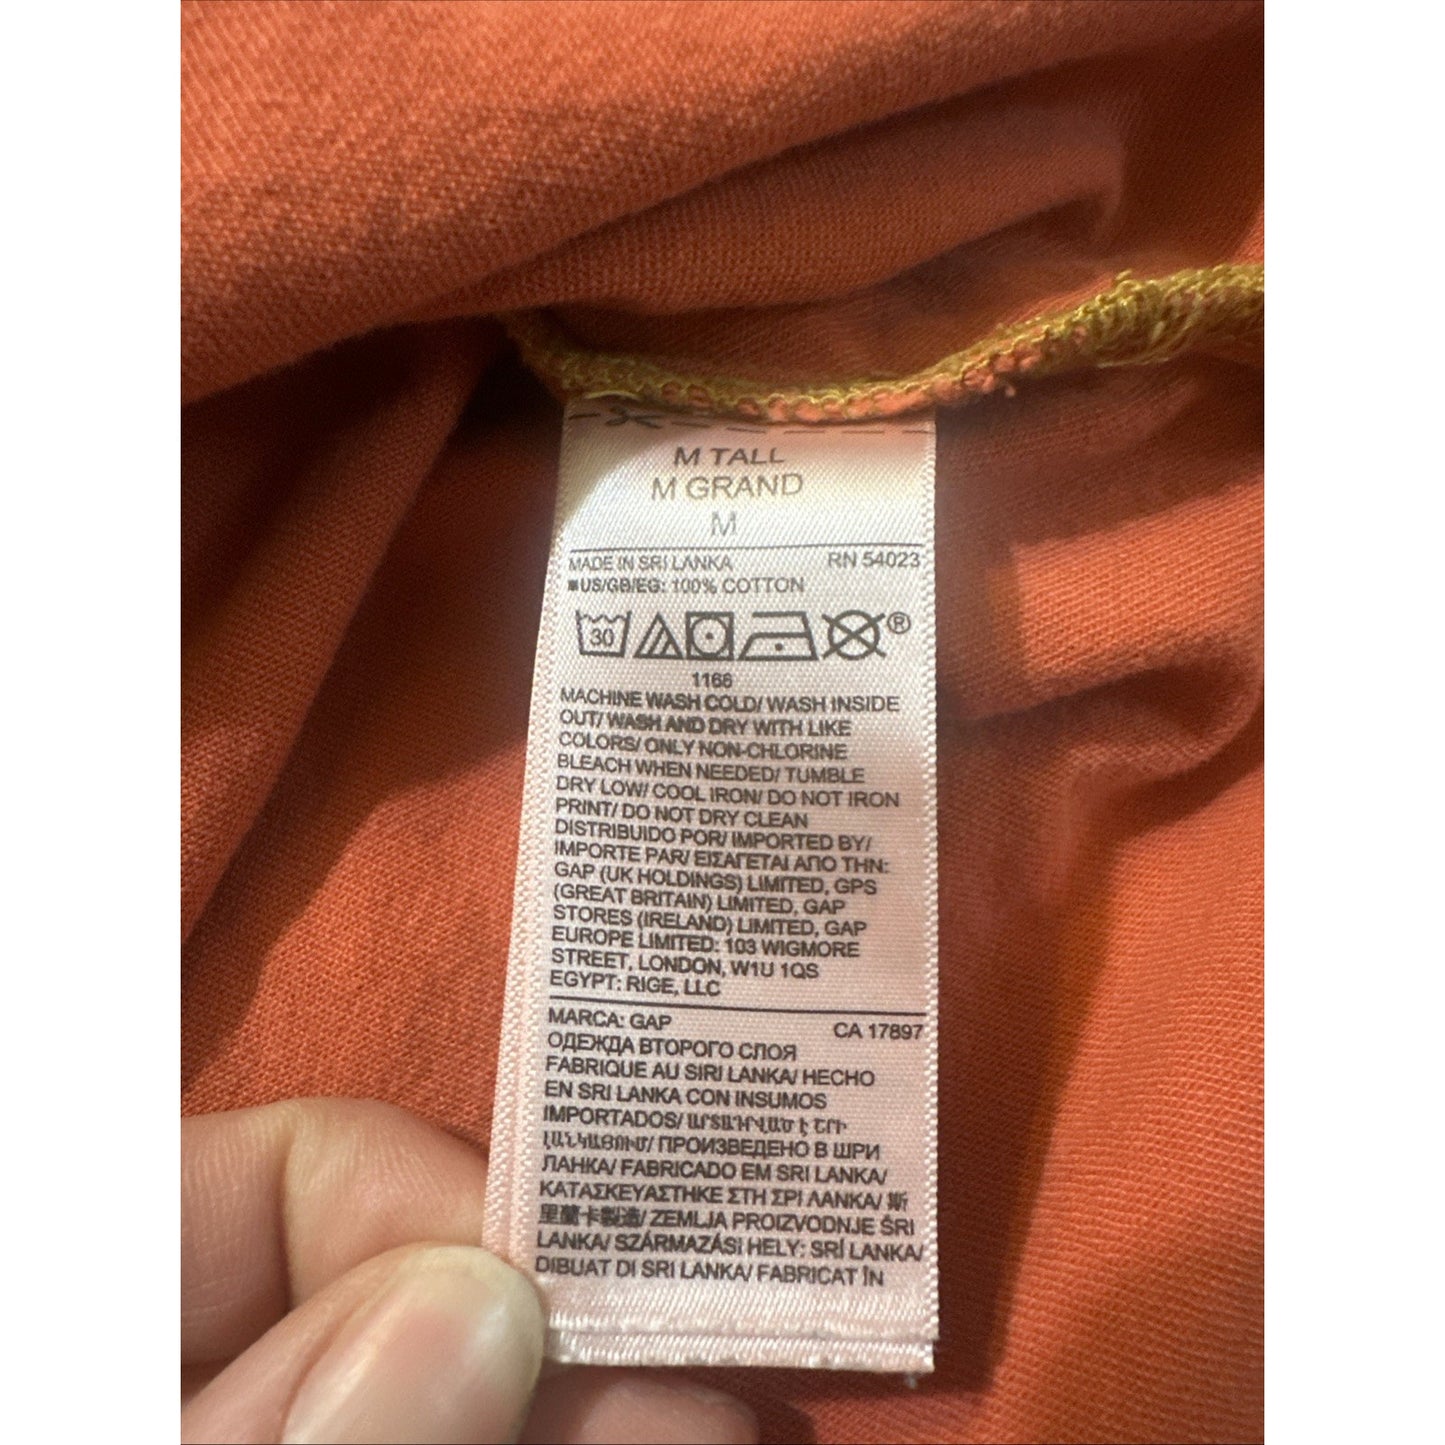 M TALL
M GRAND
M
MADE IN SRI LANKA RN 54023
■US/GB/EG: 100% COTTON
30 ®
1166
MACHINE WASH COLD/ WASH INSIDE
OUT/ WASH AND DRY WITH LIKE
COLORS/ ONLY NON-CHLORINE
BLEACH WHEN NEEDED/ TUMBLE
DRY LOW/ COOL IRON/ DO NOT IRON
PRINT/ DO NOT DRY CLEAN
DISTRIBUIDO POR/ IMPORTED BY/
IMPORTE PAR/ ΕΙΣΑΓΕΤΑΙ ΑΠΟ ΤΗΝ:
GAP (UK HOLDINGS) LIMITED, GPS
(GREAT BRITAIN) LIMITED, GAP
STORES (IRELAND) LIMITED, GAP
EUROPE LIMITED: 103 WIGMORE
STREET, LONDON, W1U 1QS
EGYPT: RIGE, LLC
MARCA: GAP CA 17897
ОДЕЖДА ВТОРОГО СЛОЯ
FABRIQUE AU SIRI LANKA/ HECHO
EN SRI LANKA CON INSUMOS
IMPORTADOS/ ԱՐՏԱԴՐՎԱԾ Է ՇՐԻ
ԼԱՆԿԱՅՈՒՄ/ ПРОИЗВЕДЕНО В ШРИ
ЛАНКА/ FABRICADO EM SRI LANKA/
ΚΑΤΑΣΚΕΥΑΣΤΗΚΕ ΣΤΗ ΣΡΙ ΛΑΝΚΑ/ 斯
里蘭卡製造/ ZEMLJA PROIZVODNJE ŠRI
LANKA/ SZÁRMAZÁSI HELY: SRÍ LANKA/
DIBUAT DI SRI LANKA/ FABRICAT ÎN